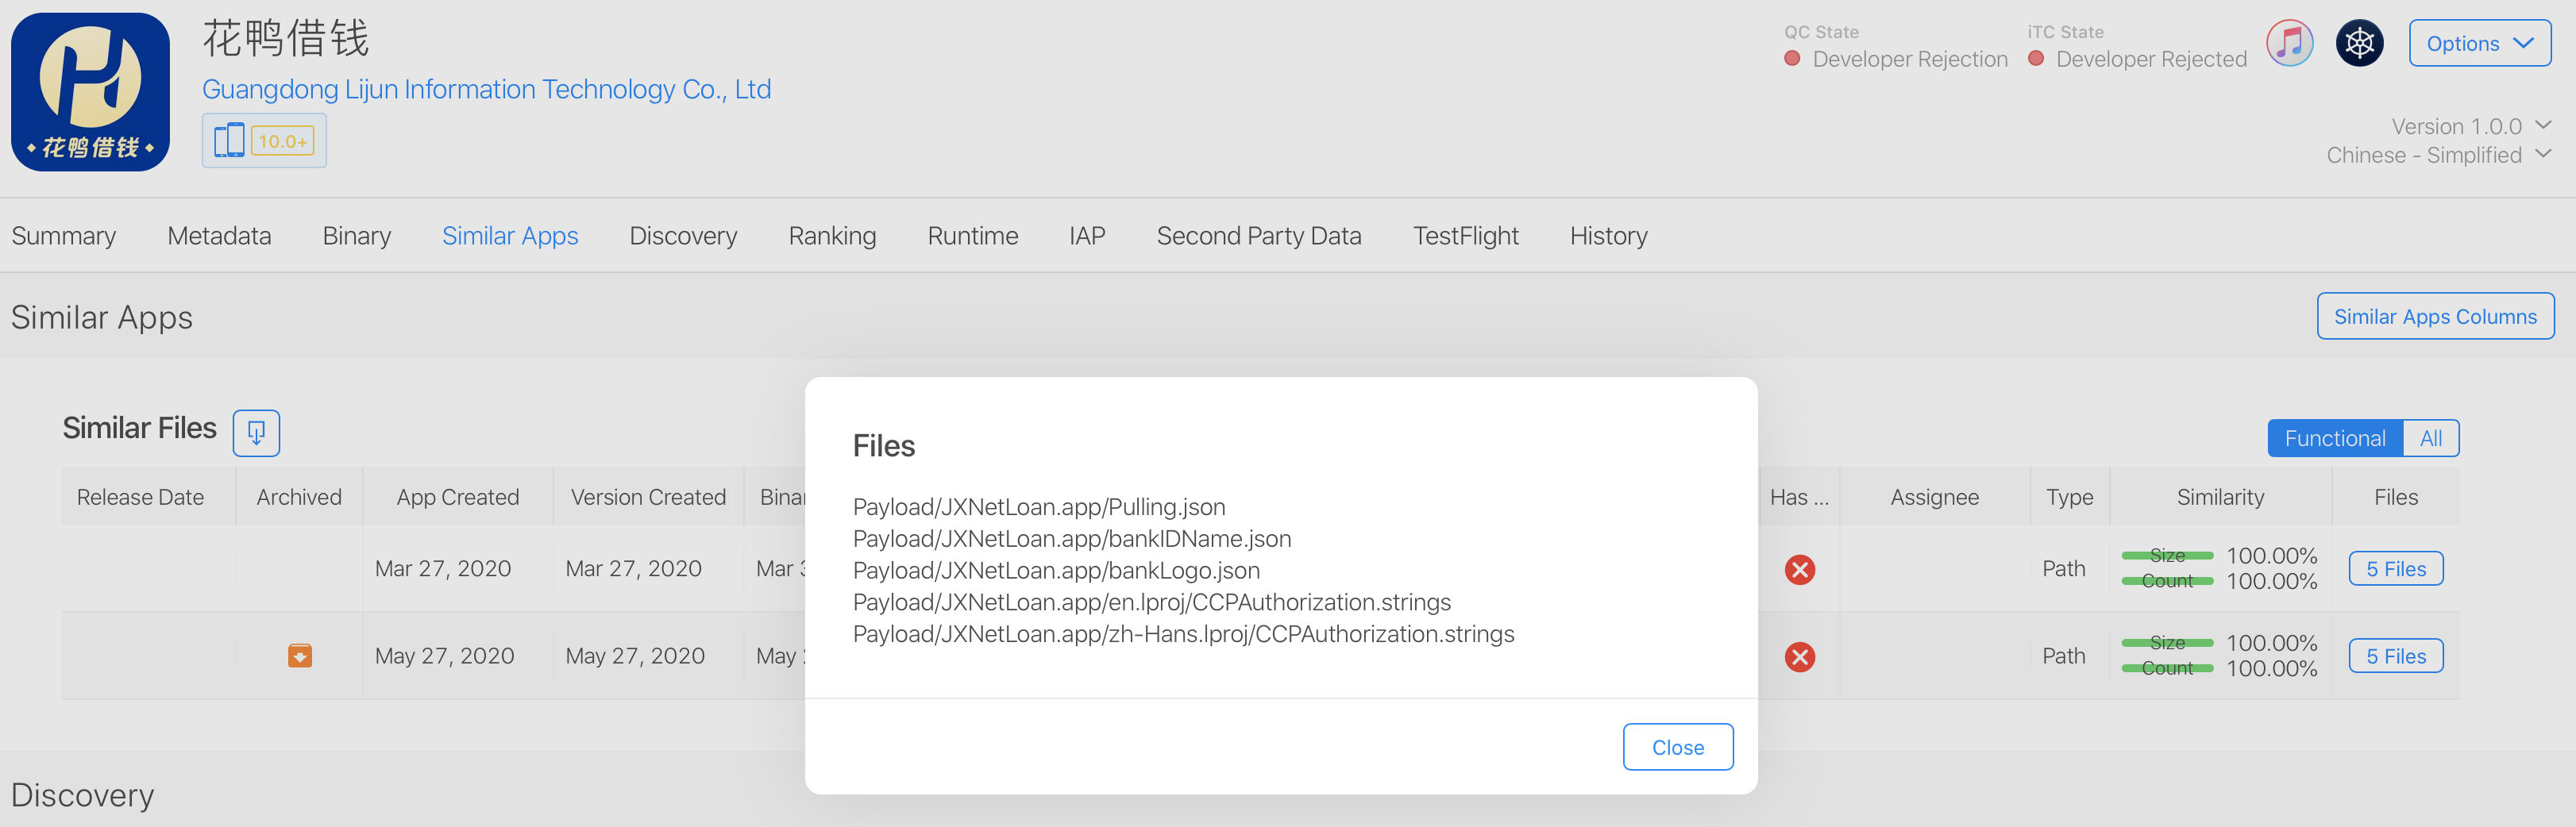 花鸭借钱
Guangdong Lijun Information Technology Co., Ltd
10.0+
花鸭借钱
QC State
Developer Rejection
iTC State
Developer Rejected
Options
Version 1.0.0
Chinese - Simplified
Summary Metadata Binary Similar Apps Discovery Ranking Runtime IAP Second Party Data TestFlight History
Similar Apps
Similar Apps Columns
Similar Files
Functional All
Release Date Archived App Created Version Created Has ... Assignee Type Similarity Files
Mar 27, 2020 Mar 27, 2020 Mar Path Size 100.00% 5 Files
Count 100.00%
May 27, 2020 May 27, 2020 May Path Size 100.00% 5 Files
Count 100.00%
Files
Payload/JXNetLoan.app/Pulling.json
Payload/JXNetLoan.app/bankIDName.json
Payload/JXNetLoan.app/bankLogo.json
Payload/JXNetLoan.app/en.lproj/CCPAuthorization.strings
Payload/JXNetLoan.app/zh-Hans.lproj/CCPAuthorization.strings
Close
Discovery